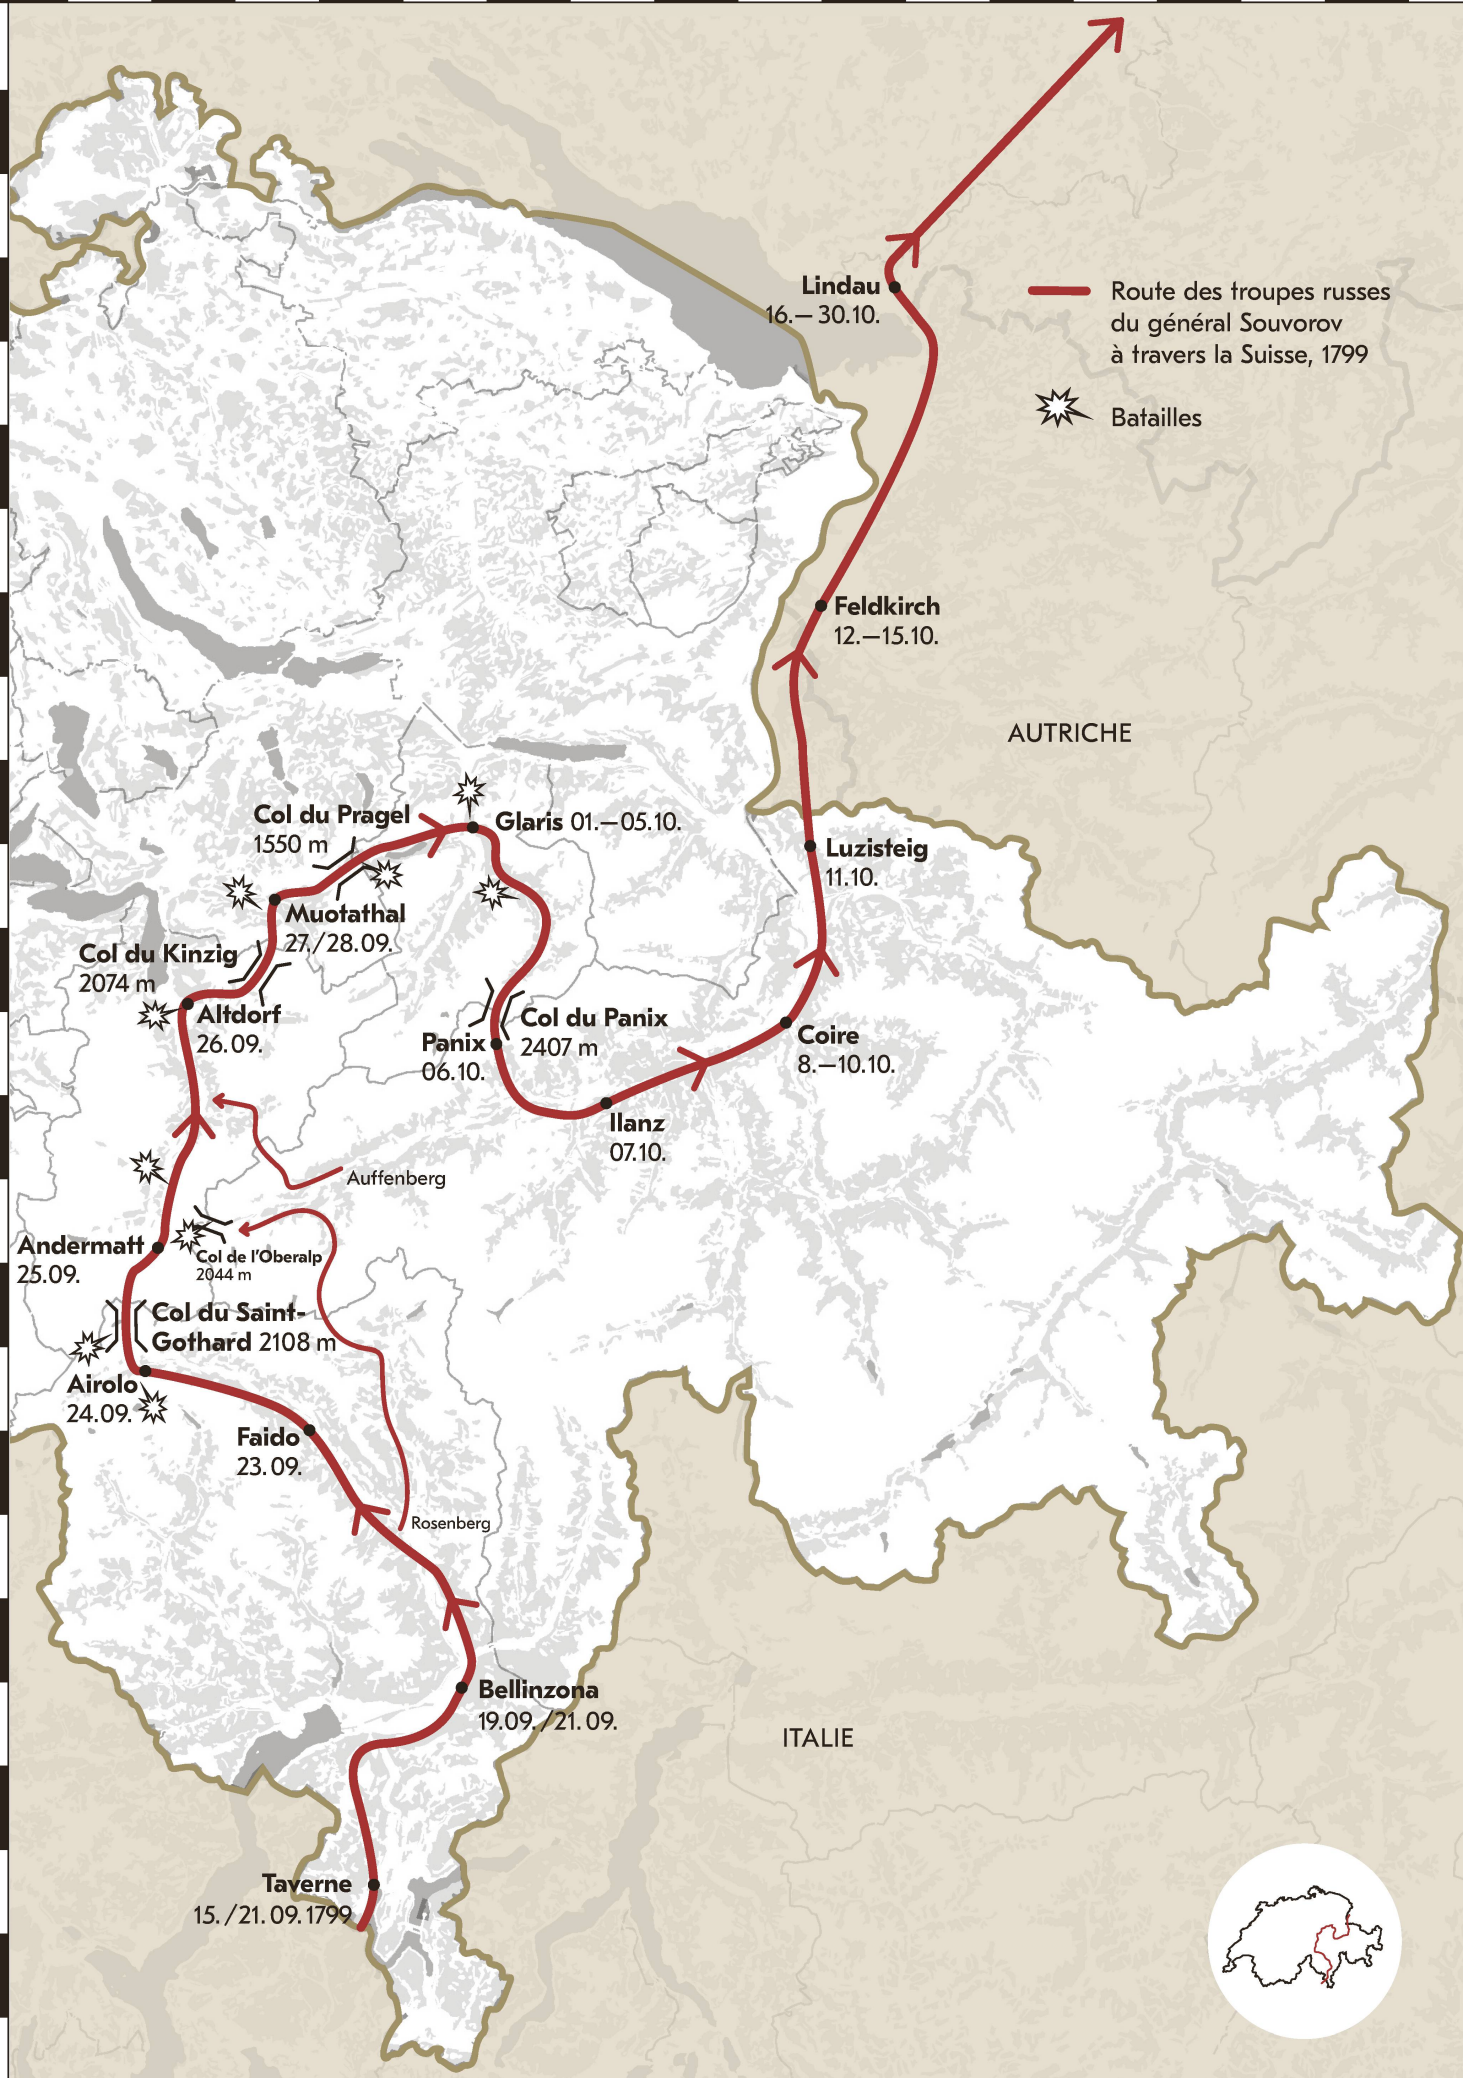 Lindau
16.– 30.10.
Route des troupes russes
du général Souvorov
à travers la Suisse, 1799
Batailles
Feldkirch
12.–15.10.
AUTRICHE
Col du Pragel
1550 m
Glaris 01.– 05.10.
Luzisteig
11.10.
Muotathal
27./28.09.
Col du Kinzig
2074 m
Altdorf
26.09.
Col du Panix
2407 m
Panix
06.10.
Coire
8.–10.10.
Ilanz
07.10.
Auffenberg
Andermatt
25.09.
Col de l'Oberalp
2044 m
Col du Saint-
Gothard 2108 m
Airolo
24.09.
Faido
23.09.
Rosenberg
Bellinzona
19.09./21.09.
ITALIE
Taverne
15./21.09.1799